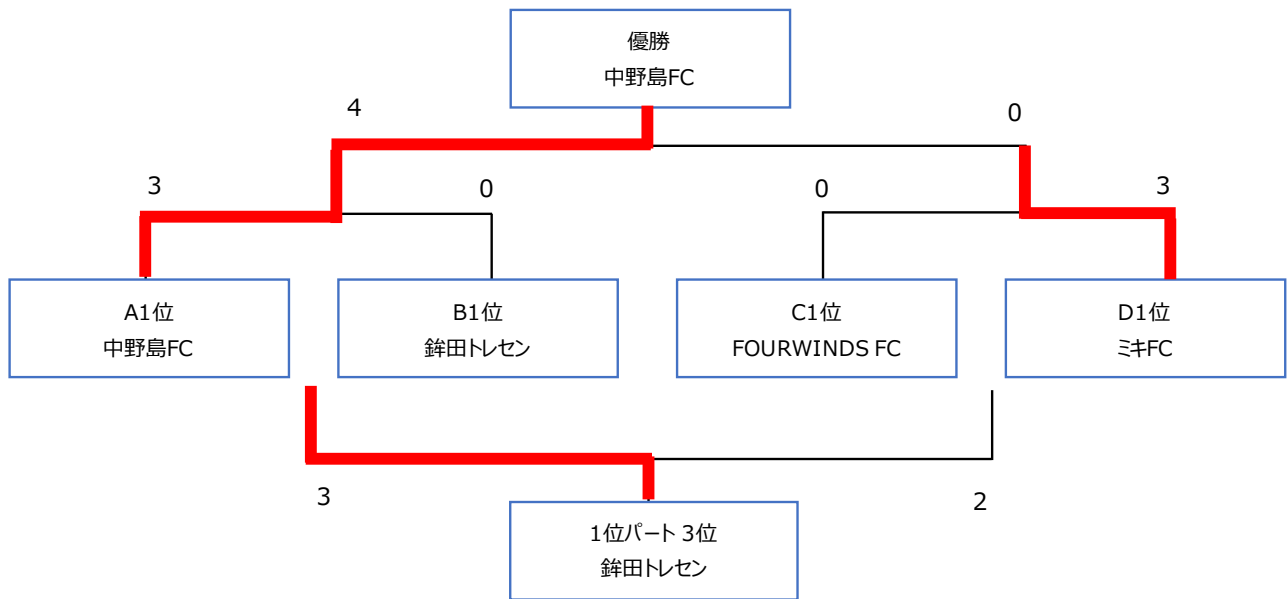 優勝
中野島FC
4
0
3
0
0
3
A1位
中野島FC
B1位
鉾田トレセン
C1位
FOURWINDS FC
D1位
ミキFC
3
2
1位パート 3位
鉾田トレセン